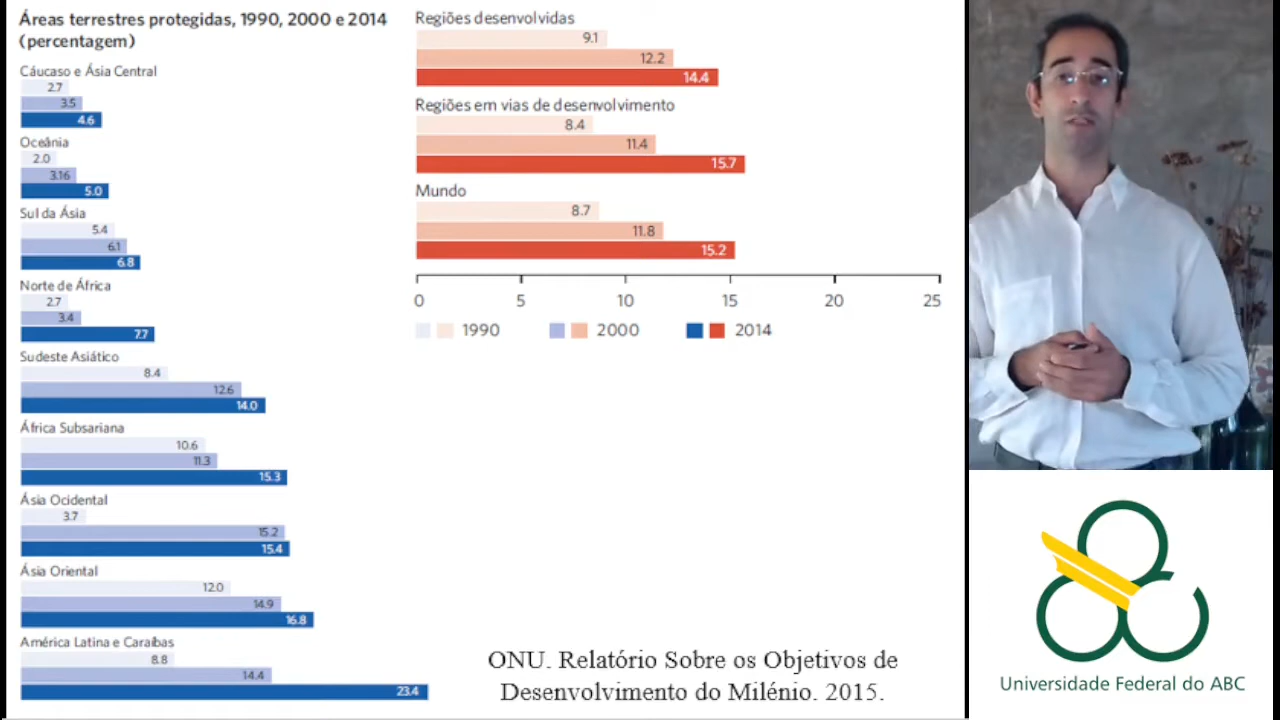 Áreas terrestres protegidas, 1990, 2000 e 2014
(percentagem)
Cáucaso e Ásia Central
2.7
3.5
4.6
Oceânia
2.0
3.16
5.0
Sul da Ásia
5.4
6.1
6.8
Norte de África
2.7
3.4
7.7
Sudeste Asiático
8.4
12.6
14.0
África Subsariana
10.6
11.3
15.3
Ásia Ocidental
3.7
15.2
15.4
Ásia Oriental
12.0
14.9
16.8
América Latina e Caraíbas
8.8
14.4
23.4
Regiões desenvolvidas
9.1
12.2
14.4
Regiões em vias de desenvolvimento
8.4
11.4
15.7
Mundo
8.7
11.8
15.2
0 5 10 15 20 25
1990 2000 2014
ONU. Relatório Sobre os Objetivos de
Desenvolvimento do Milénio. 2015.
Universidade Federal do ABC